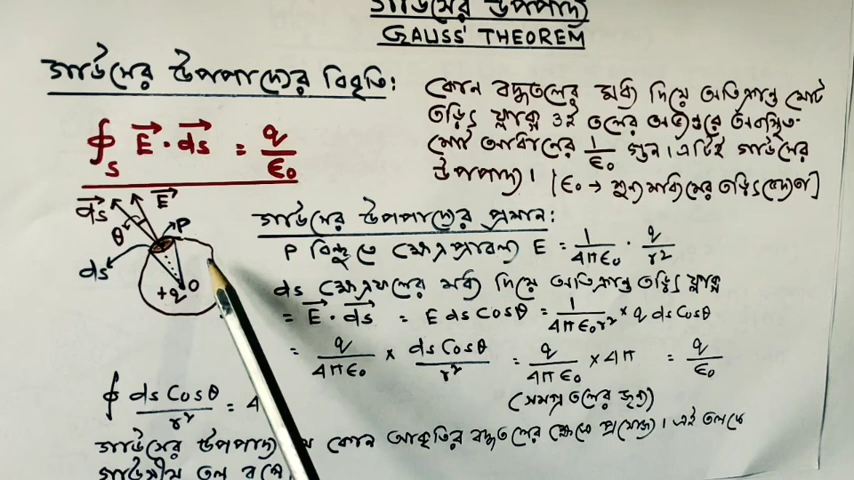 গাউসের উপপাদ্য
GAUSS' THEOREM
গাউসের উপপাদ্যের বিবৃতি:
কোন বদ্ধতলের মধ্য দিয়ে অতিক্রান্ত মোট
তড়িৎ ফ্লাক্স ওই তলের অভ্যন্তরে অবস্থিত
মোট আধানের 1/ϵ₀ গুন। এটিই গাউসের
উপপাদ্য। [ϵ₀ → শূন্য মাধ্যমের তড়িৎভেদ্যতা]
∮ₛ E⃗ · ds⃗ = q/ϵ₀
ds⃗ E⃗
θ P
ds
+q O
গাউসের উপপাদ্যের প্রমান:
P বিন্দুতে ক্ষেত্রপ্রাবল্য E = 1/4πϵ₀ · q/r²
ds ক্ষেত্রফলের মধ্য দিয়ে অতিক্রান্ত তড়িৎ ফ্লাক্স
= E⃗ · ds⃗ = E ds Cosθ = 1/4πϵ₀r² × q ds Cosθ
= q/4πϵ₀ × ds Cosθ/r² = q/4πϵ₀ × 4π = q/ϵ₀
(সমগ্র তলের জন্য)
∮ ds Cosθ/r² = 4
গাউসের উপপাদ্য কোন আকৃতির বদ্ধতলের ক্ষেত্রে প্রযোজ্য। এই তলকে
গাউসীয় তল বলে।